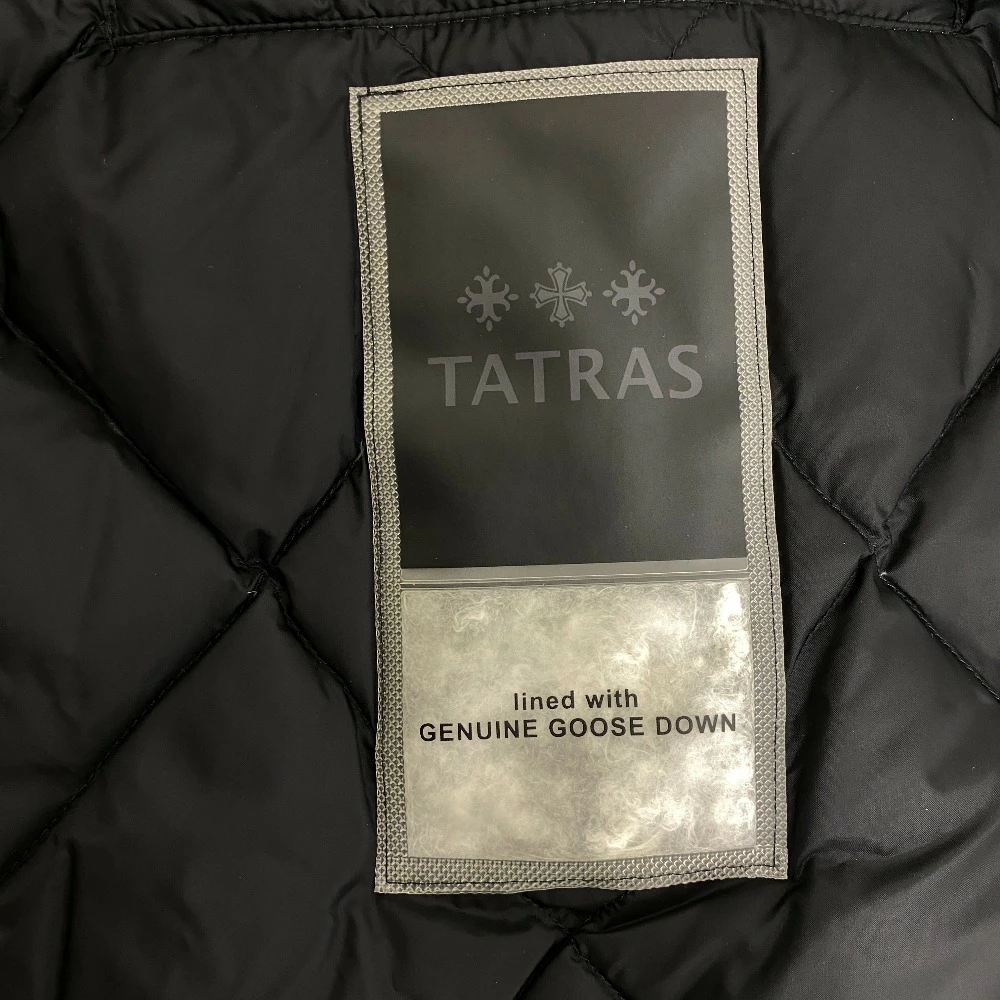 TATRAS
lined with
GENUINE GOOSE DOWN